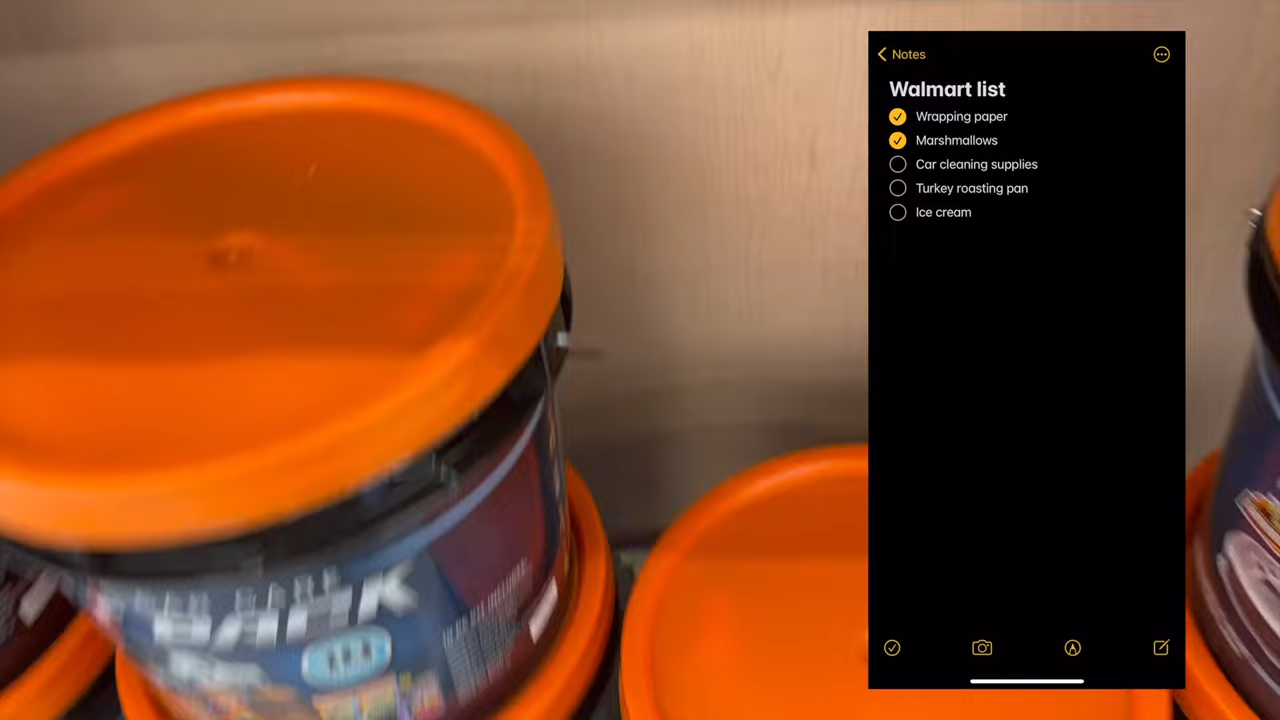 Notes
Walmart list
Wrapping paper
Marshmallows
Car cleaning supplies
Turkey roasting pan
Ice cream